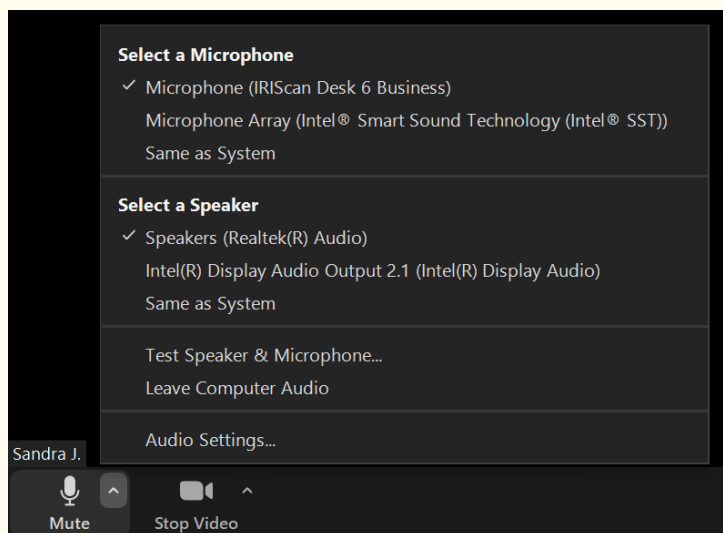 Select a Microphone
✓ Microphone (IRIScan Desk 6 Business)
Microphone Array (Intel® Smart Sound Technology (Intel® SST))
Same as System
Select a Speaker
✓ Speakers (Realtek(R) Audio)
Intel(R) Display Audio Output 2.1 (Intel(R) Display Audio)
Same as System
Test Speaker & Microphone...
Leave Computer Audio
Audio Settings...
Sandra J.
Mute
Stop Video